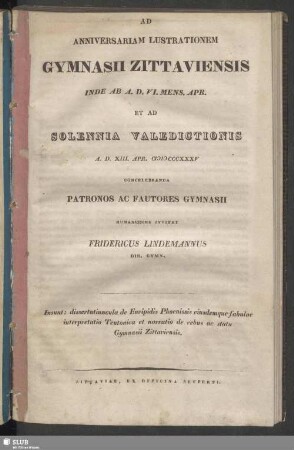 AD
ANNIVERSARIAM LUSTRATIONEM
GYMNASII ZITTAVIENSIS
INDE AB A. D. VI. MENS. APR.
ET AD
SOLENNIA VALEDICTIONIS
A. D. XIII. APR. CIƆIƆCCCXXXV
CONCELEBRANDA
PATRONOS AC FAUTORES GYMNASII
HUMANISSIME INVITAT
FRIDERICUS LINDEMANNUS
DIR. GYMN.
Insunt: dissertatiuncula de Euripidis Phoenissis eiusdemque fabulae
interpretatio Teutonica et narratio de rebus ac statu
Gymnasii Zittaviensis.
ZITTAVIAE, EX OFFICINA SEYFERTI.
SLUB